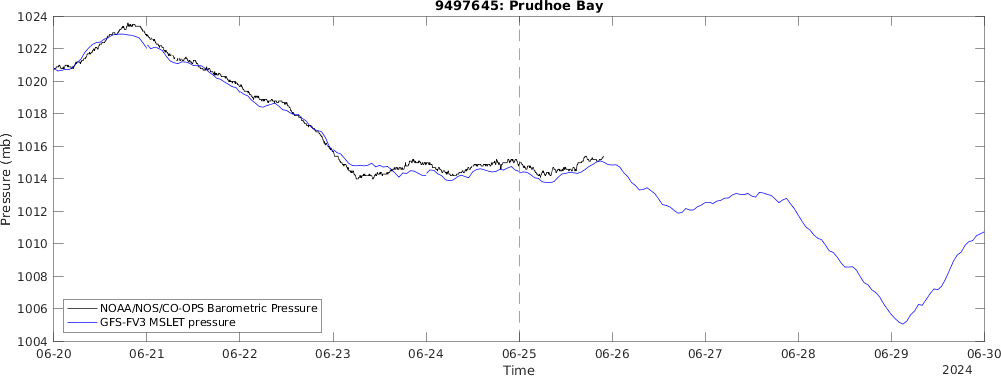 9497645: Prudhoe Bay
1024
1022
1020
1018
1016
1014
1012
1010
1008
1006
1004
Pressure (mb)
NOAA/NOS/CO-OPS Barometric Pressure
GFS-FV3 MSLET pressure
06-20 06-21 06-22 06-23 06-24 06-25 06-26 06-27 06-28 06-29 06-30
Time
2024